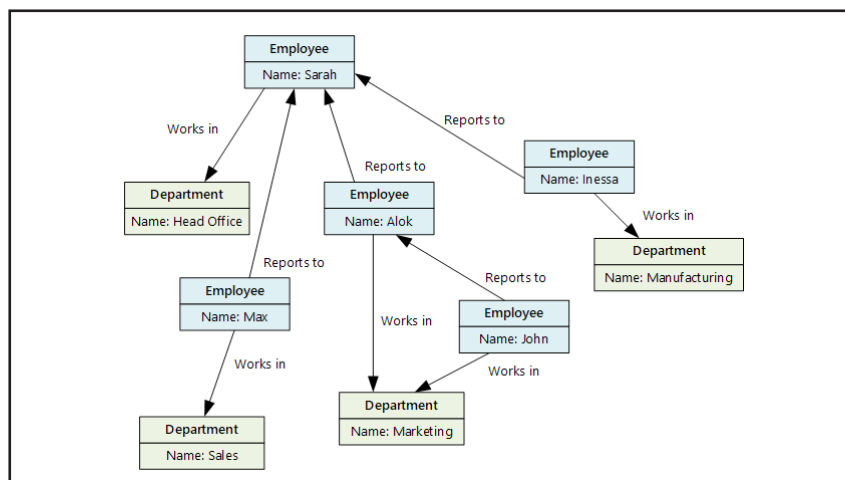 Employee
Name: Sarah
Works in
Reports to
Employee
Name: Inessa
Reports to
Department
Name: Head Office
Employee
Name: Alok
Works in
Department
Name: Manufacturing
Reports to
Employee
Name: Max
Reports to
Employee
Name: John
Works in
Works in
Works in
Department
Name: Marketing
Department
Name: Sales